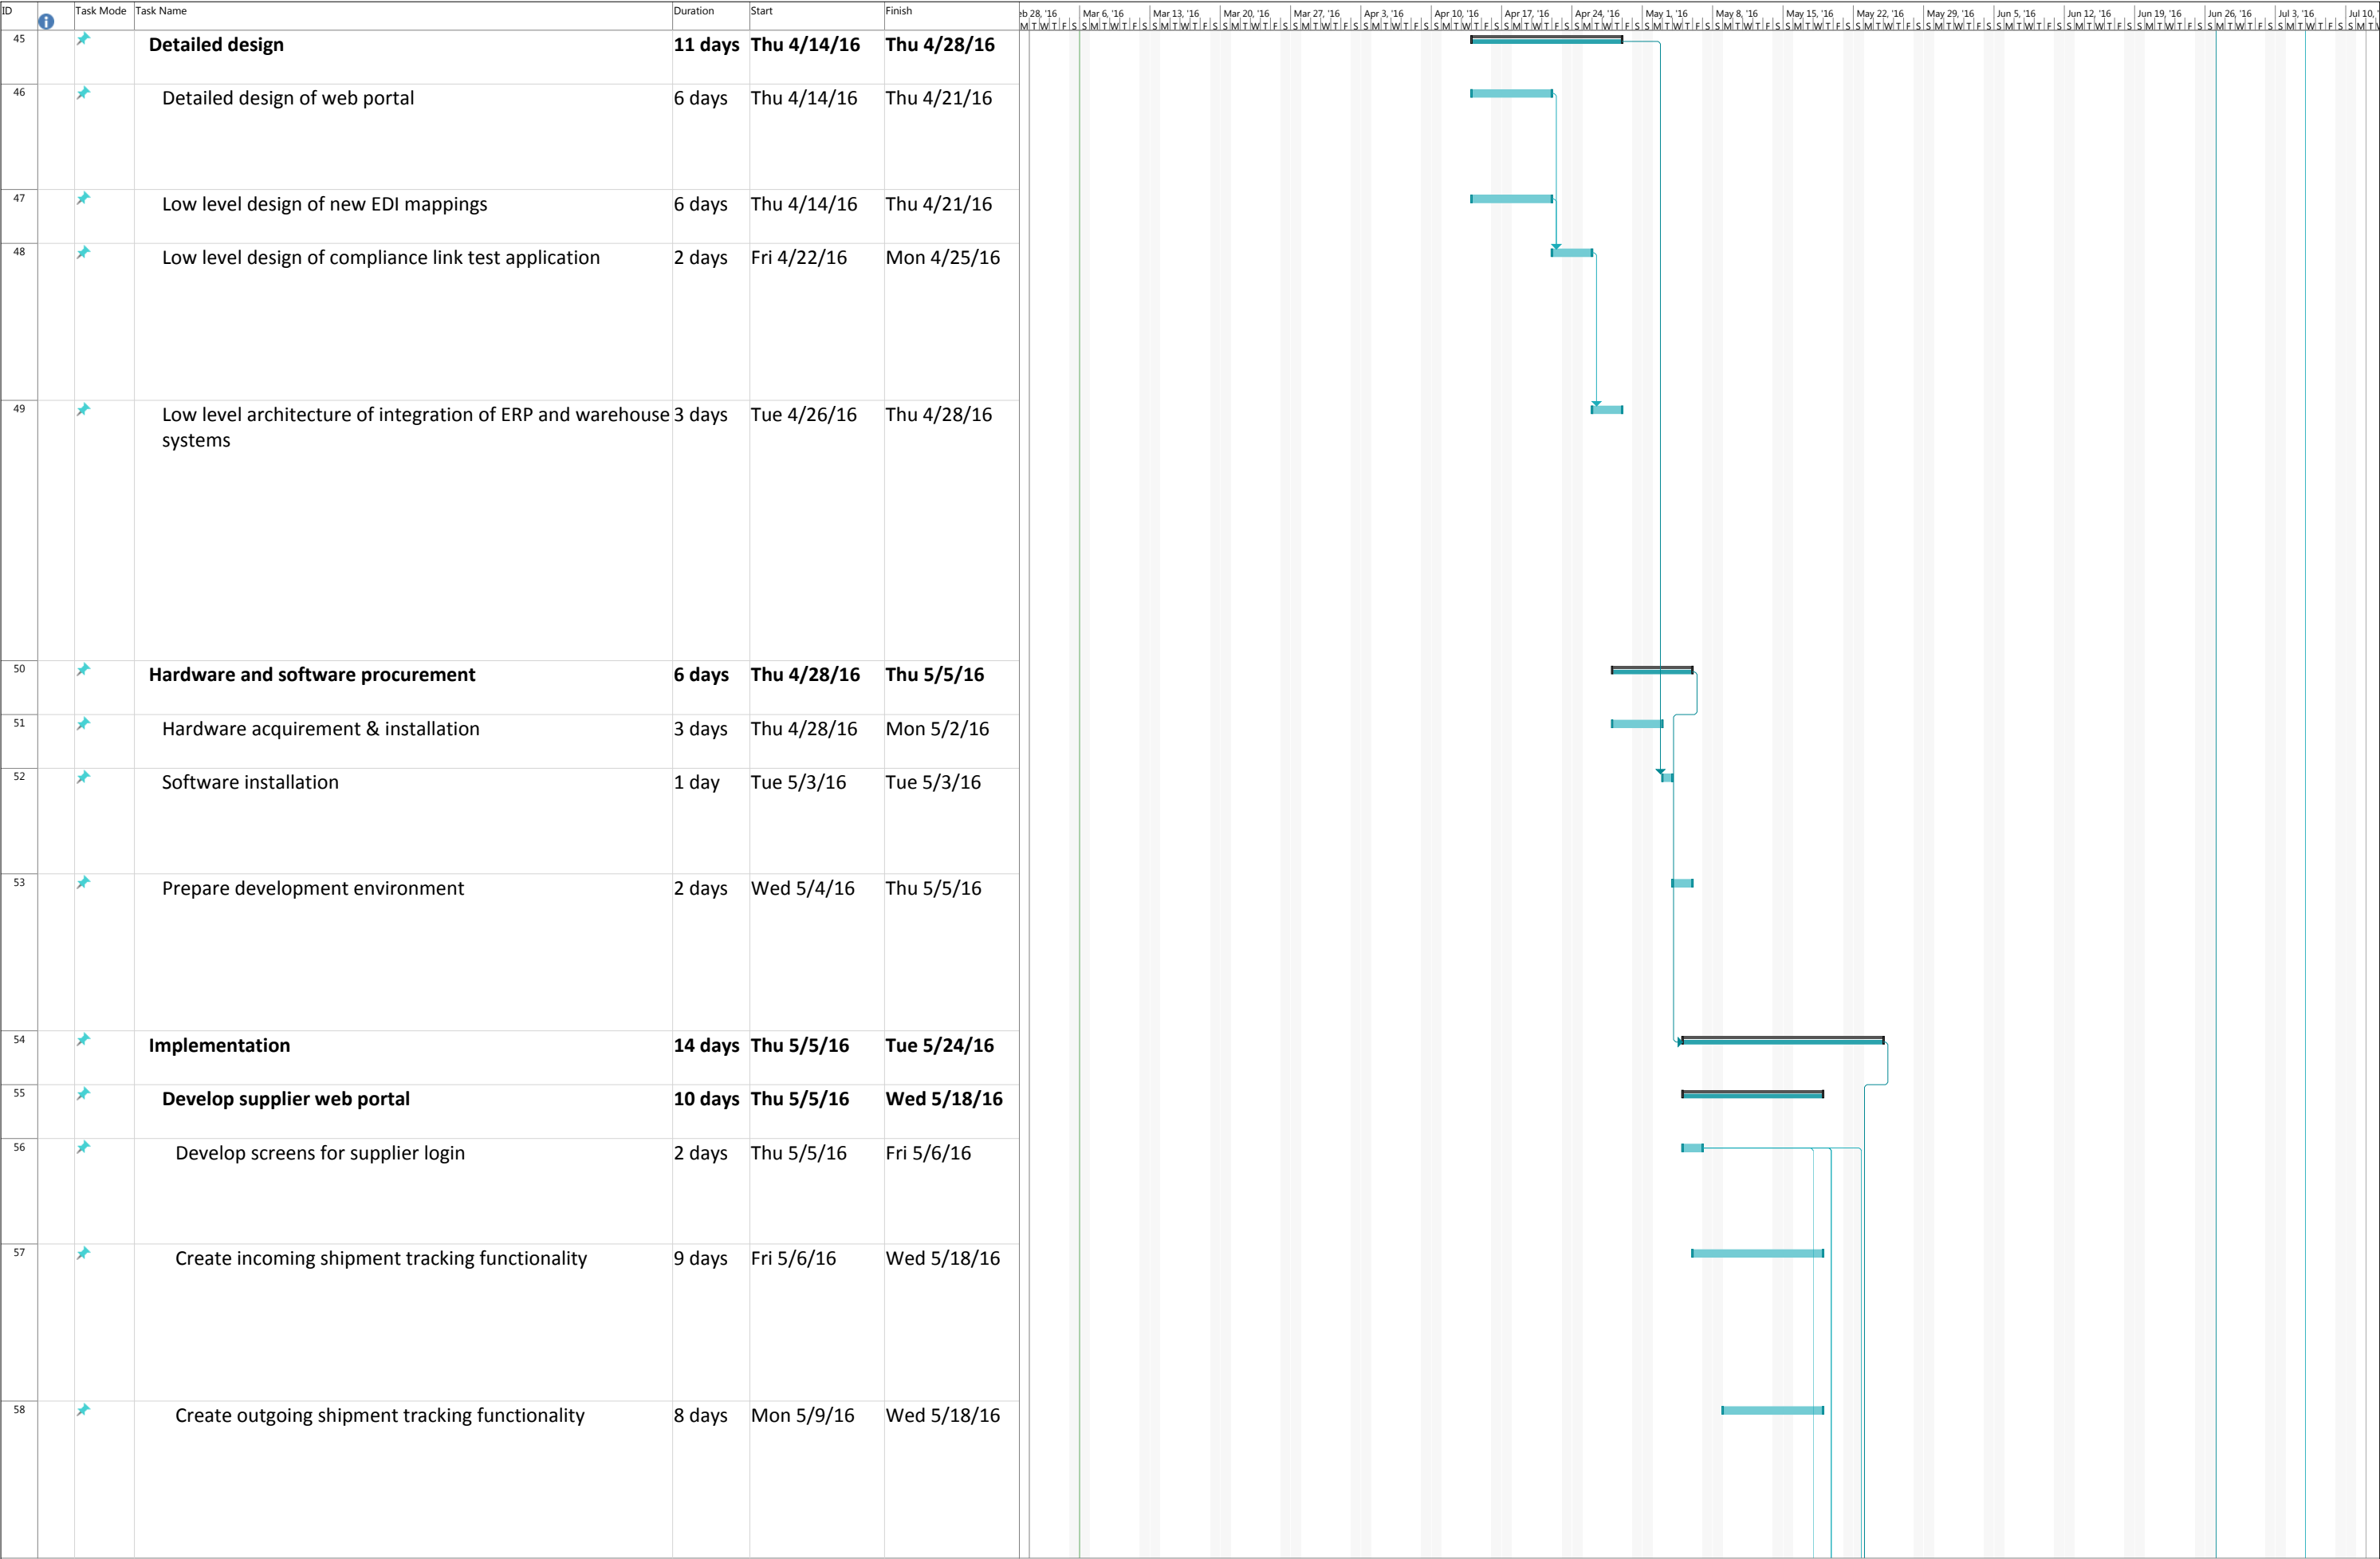 ID Task Mode Task Name Duration Start Finish eb 28, '16 Mar 6, '16 Mar 13, '16 Mar 20, '16 Mar 27, '16 Apr 3, '16 Apr 10, '16 Apr 17, '16 Apr 24, '16 May 1, '16 May 8, '16 May 15, '16 May 22, '16 May 29, '16 Jun 5, '16 Jun 12, '16 Jun 19, '16 Jun 26, '16 Jul 3, '16 Jul 10, '
M T W T F S S M T W T F S S M T W T F S S M T W T F S S M T W T F S S M T W T F S S M T W T F S S M T W T F S S M T W T F S S M T W T F S S M T W T F S S M T W T F S S M T W T F S S M T W T F S S M T W T F S S M T W T F S S M T W T F S S M T W T F S S M T W T F S S M T W T F S S M T
45 Detailed design 11 days Thu 4/14/16 Thu 4/28/16
46 Detailed design of web portal 6 days Thu 4/14/16 Thu 4/21/16
47 Low level design of new EDI mappings 6 days Thu 4/14/16 Thu 4/21/16
48 Low level design of compliance link test application 2 days Fri 4/22/16 Mon 4/25/16
49 Low level architecture of integration of ERP and warehouse 3 days Tue 4/26/16 Thu 4/28/16
systems
50 Hardware and software procurement 6 days Thu 4/28/16 Thu 5/5/16
51 Hardware acquirement & installation 3 days Thu 4/28/16 Mon 5/2/16
52 Software installation 1 day Tue 5/3/16 Tue 5/3/16
53 Prepare development environment 2 days Wed 5/4/16 Thu 5/5/16
54 Implementation 14 days Thu 5/5/16 Tue 5/24/16
55 Develop supplier web portal 10 days Thu 5/5/16 Wed 5/18/16
56 Develop screens for supplier login 2 days Thu 5/5/16 Fri 5/6/16
57 Create incoming shipment tracking functionality 9 days Fri 5/6/16 Wed 5/18/16
58 Create outgoing shipment tracking functionality 8 days Mon 5/9/16 Wed 5/18/16